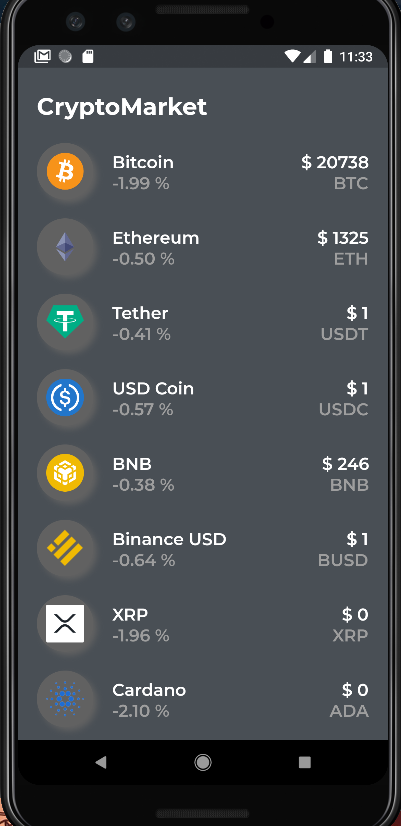 11:33
CryptoMarket
Bitcoin $ 20738
-1.99 % BTC
Ethereum $ 1325
-0.50 % ETH
Tether $ 1
-0.41 % USDT
USD Coin $ 1
-0.57 % USDC
BNB $ 246
-0.38 % BNB
Binance USD $ 1
-0.64 % BUSD
XRP $ 0
-1.96 % XRP
Cardano $ 0
-2.10 % ADA